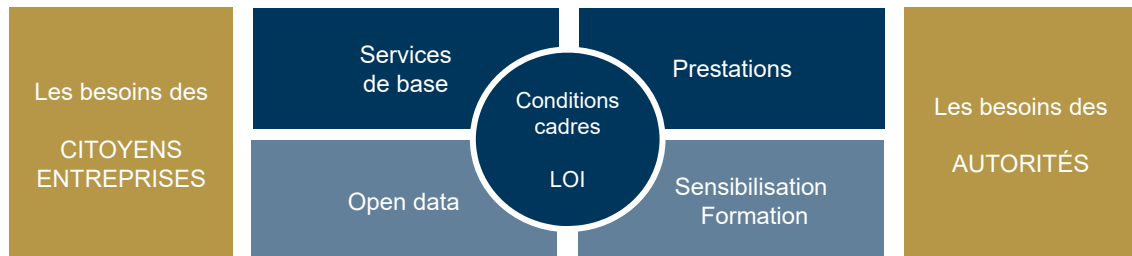 Les besoins des
CITOYENS
ENTREPRISES
Services
de base
Prestations
Conditions
cadres
LOI
Open data
Sensibilisation
Formation
Les besoins des
AUTORITÉS